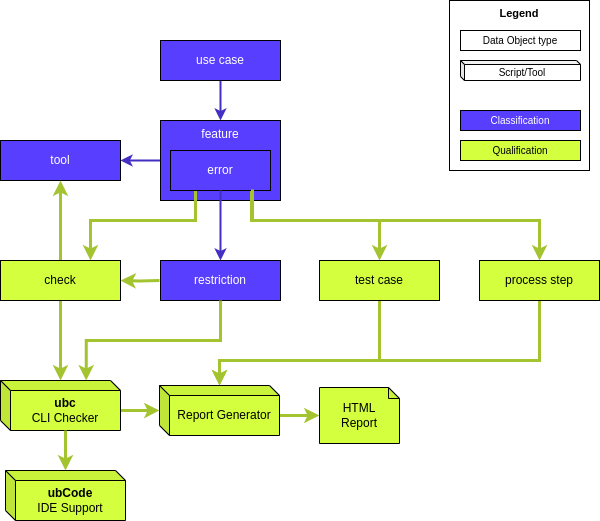 Legend
Data Object type
Script/Tool
Classification
Qualification
use case
feature
error
tool
check
restriction
test case
process step
ubc
CLI Checker
Report Generator
HTML
Report
ubCode
IDE Support